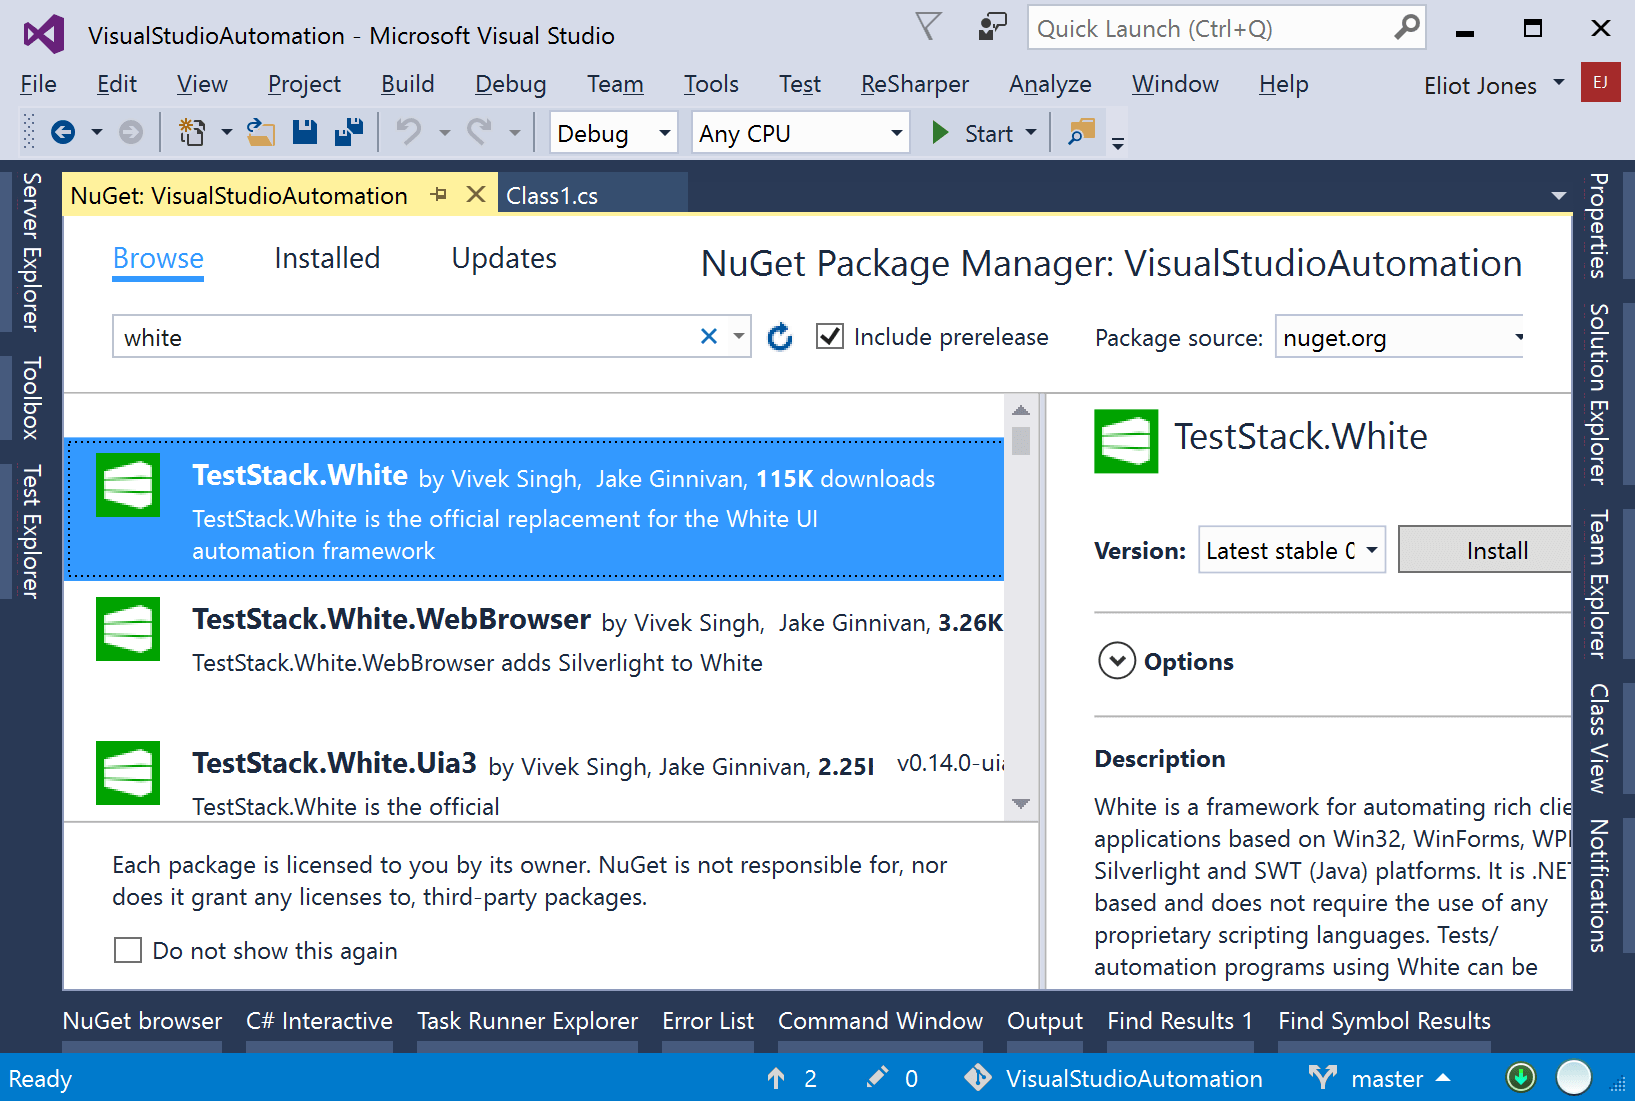 VisualStudioAutomation - Microsoft Visual Studio
Quick Launch (Ctrl+Q)
File Edit View Project Build Debug Team Tools Test ReSharper Analyze Window Help
Eliot Jones
EJ
Debug
Any CPU
Start
Server Explorer
Toolbox
Test Explorer
NuGet: VisualStudioAutomation
Class1.cs
Browse Installed Updates
NuGet Package Manager: VisualStudioAutomation
white
Include prerelease
Package source: nuget.org
TestStack.White by Vivek Singh, Jake Ginnivan, 115K downloads
TestStack.White is the official replacement for the White UI
automation framework
TestStack.White.WebBrowser by Vivek Singh, Jake Ginnivan, 3.26K
TestStack.White.WebBrowser adds Silverlight to White
TestStack.White.Uia3 by Vivek Singh, Jake Ginnivan, 2.25 v0.14.0-uia
TestStack.White is the official
Each package is licensed to you by its owner. NuGet is not responsible for, nor
does it grant any licenses to, third-party packages.
Do not show this again
TestStack.White
Version: Latest stable
Install
Options
Description
White is a framework for automating rich clie
applications based on Win32, WinForms, WP
Silverlight and SWT (Java) platforms. It is .NE
based and does not require the use of any
proprietary scripting languages. Tests/
automation programs using White can be
Properties
Solution Explorer
Team Explorer
Class View
Notifications
NuGet browser C# Interactive Task Runner Explorer Error List Command Window Output Find Results 1 Find Symbol Results
Ready
2
0
VisualStudioAutomation
master